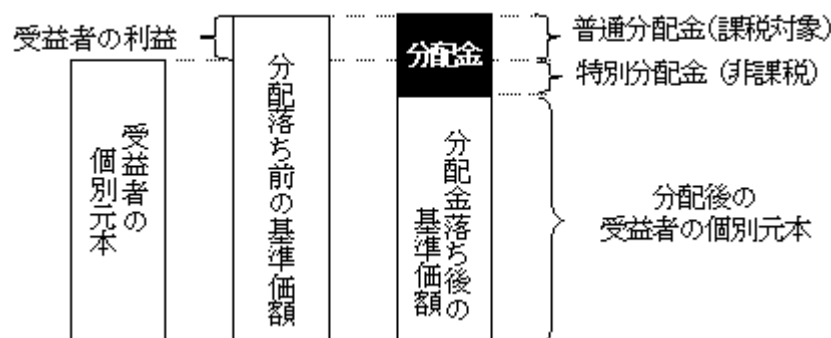 受益者の利益
受益者の
個別元本
分配落ち前の基準価額
分配金
分配金落ち後の
基準価額
普通分配金(課税対象)
特別分配金 (非課税)
分配後の
受益者の個別元本